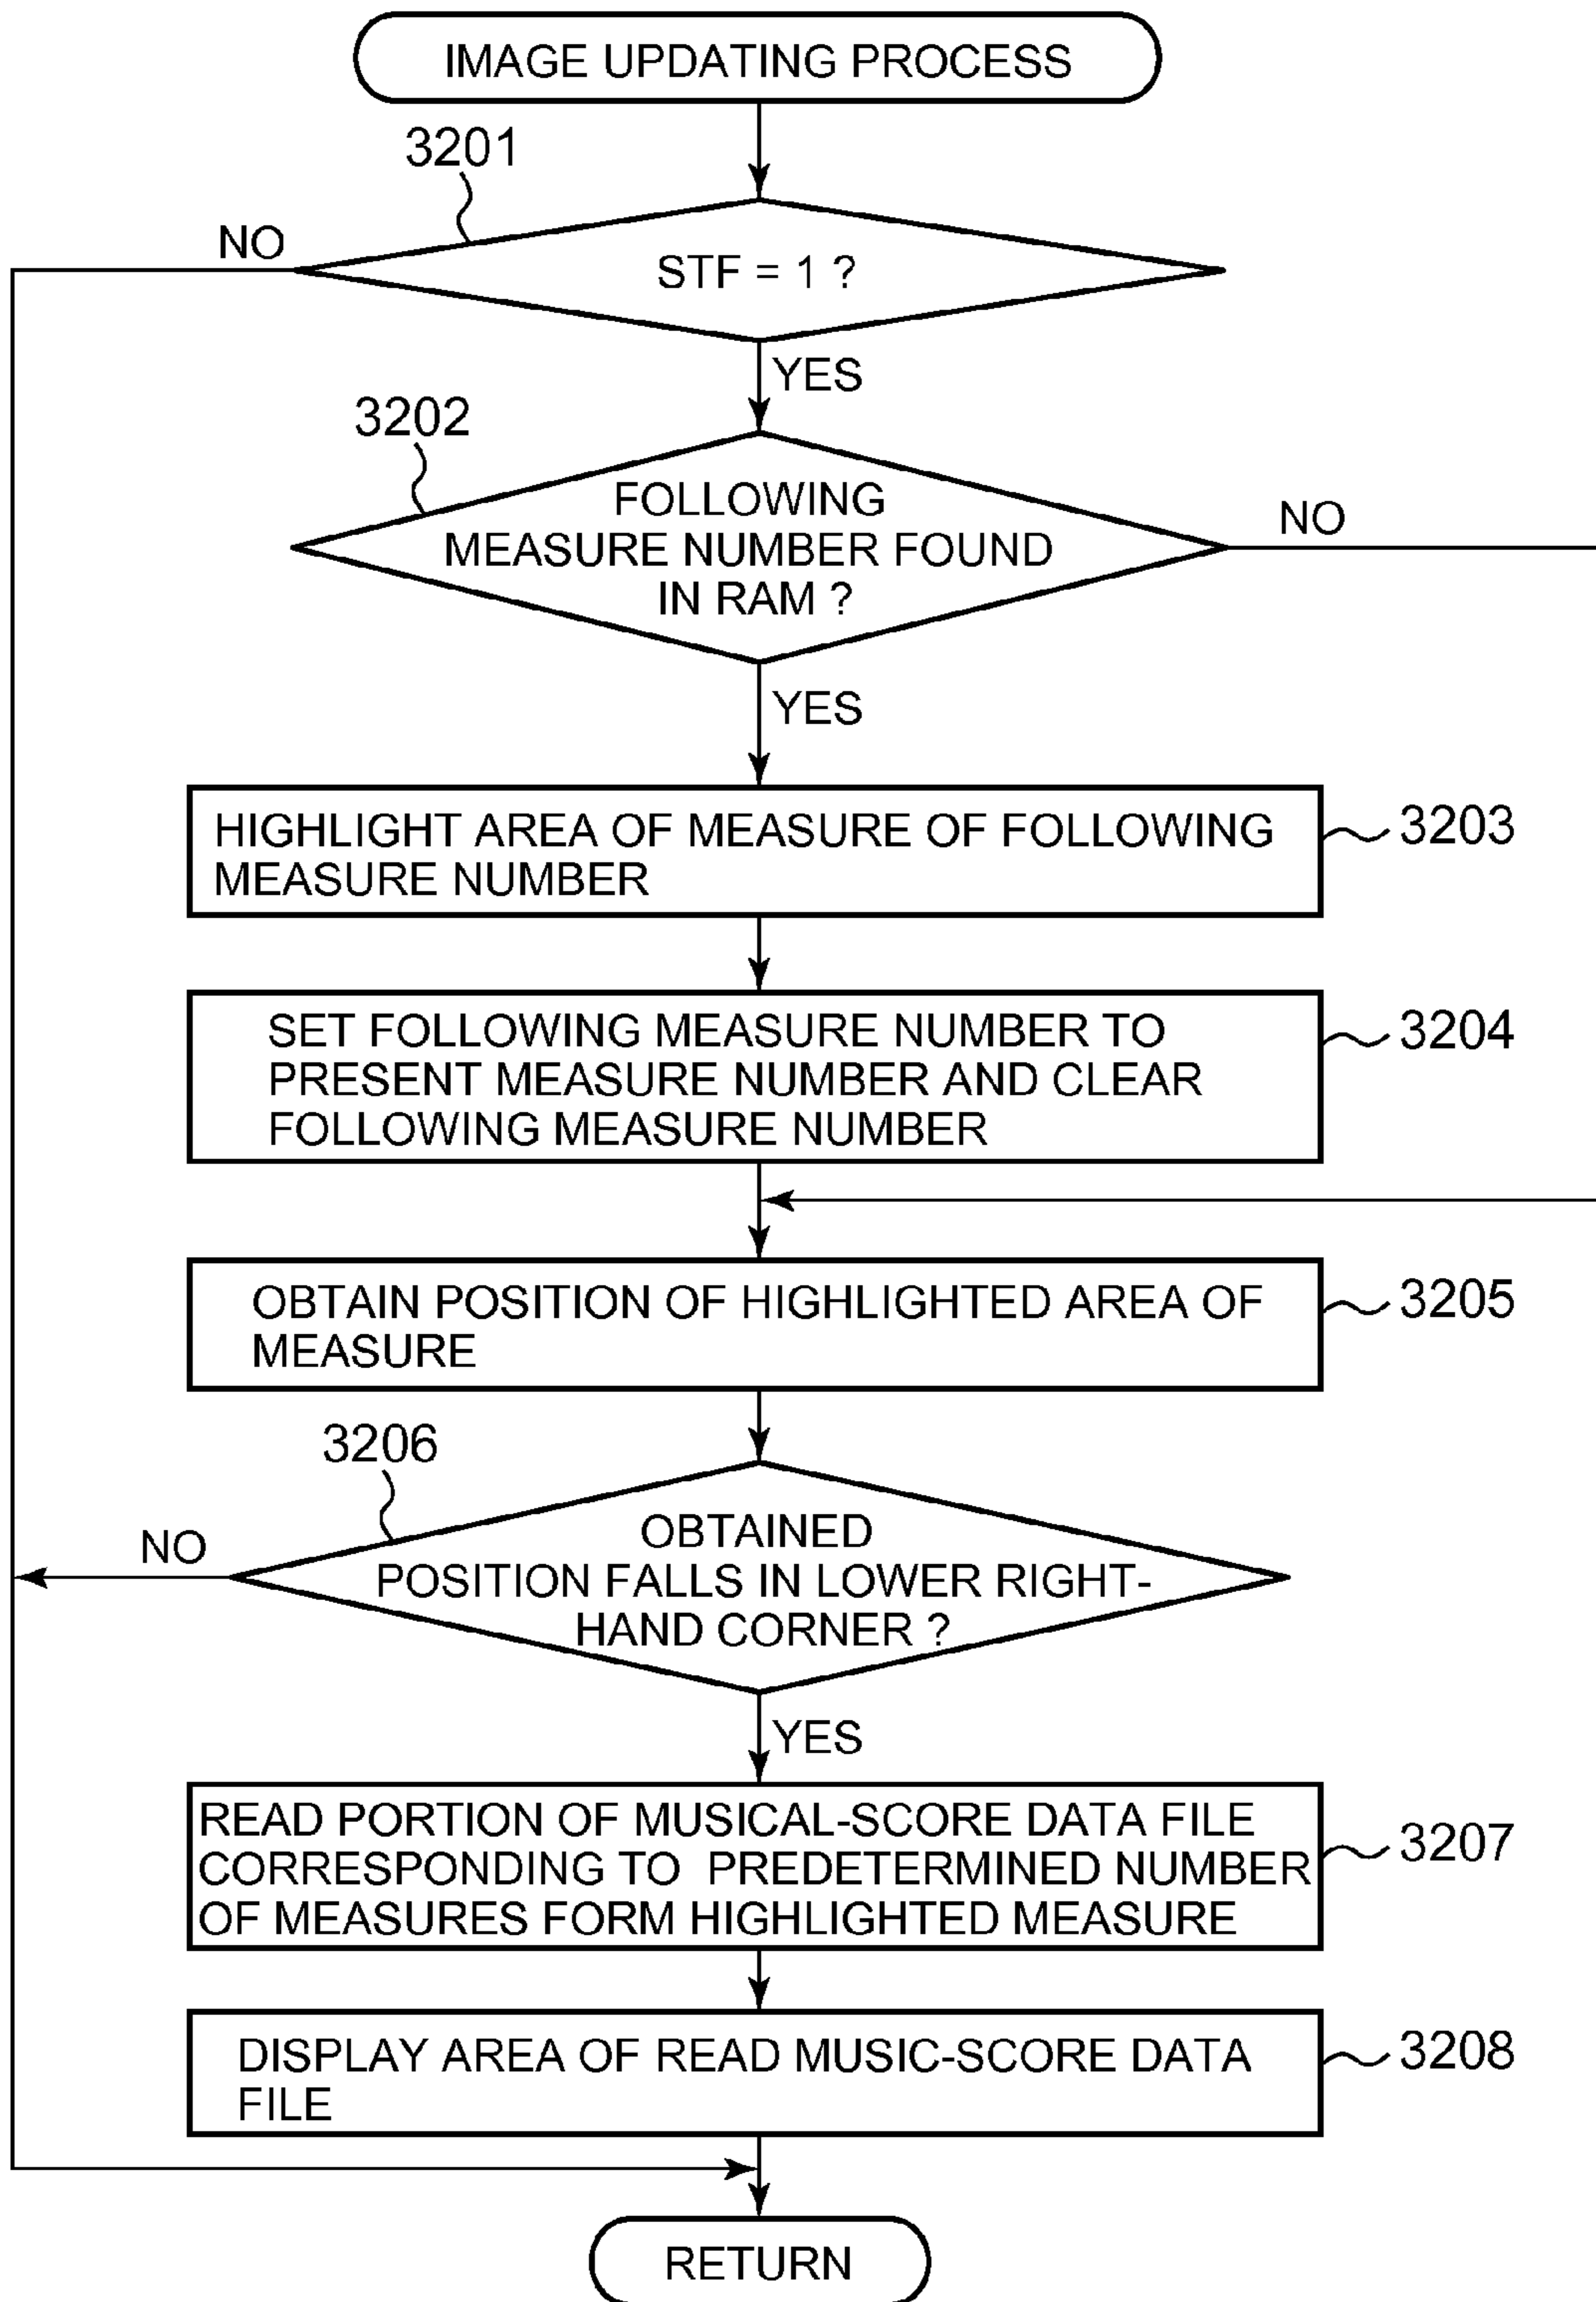 IMAGE UPDATING PROCESS
3201
NO
STF = 1 ?
YES
3202
FOLLOWING
MEASURE NUMBER FOUND
IN RAM ?
NO
YES
HIGHLIGHT AREA OF MEASURE OF FOLLOWING
MEASURE NUMBER
3203
SET FOLLOWING MEASURE NUMBER TO
PRESENT MEASURE NUMBER AND CLEAR
FOLLOWING MEASURE NUMBER
3204
OBTAIN POSITION OF HIGHLIGHTED AREA OF
MEASURE
3205
3206
NO
OBTAINED
POSITION FALLS IN LOWER RIGHT-
HAND CORNER ?
YES
READ PORTION OF MUSICAL-SCORE DATA FILE
CORRESPONDING TO PREDETERMINED NUMBER
OF MEASURES FORM HIGHLIGHTED MEASURE
3207
DISPLAY AREA OF READ MUSIC-SCORE DATA
FILE
3208
RETURN